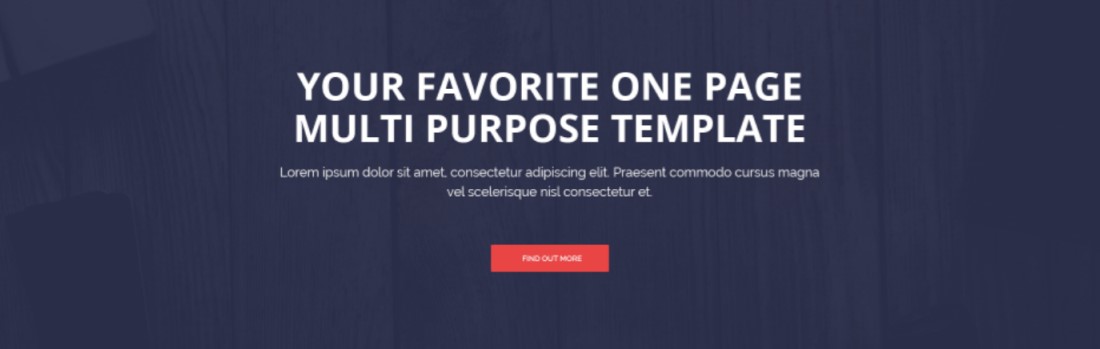 YOUR FAVORITE ONE PAGE
MULTI PURPOSE TEMPLATE
Lorem ipsum dolor sit amet, consectetur adipiscing elit. Praesent commodo cursus magna
vel scelerisque nisl consectetur et.
FIND OUT MORE